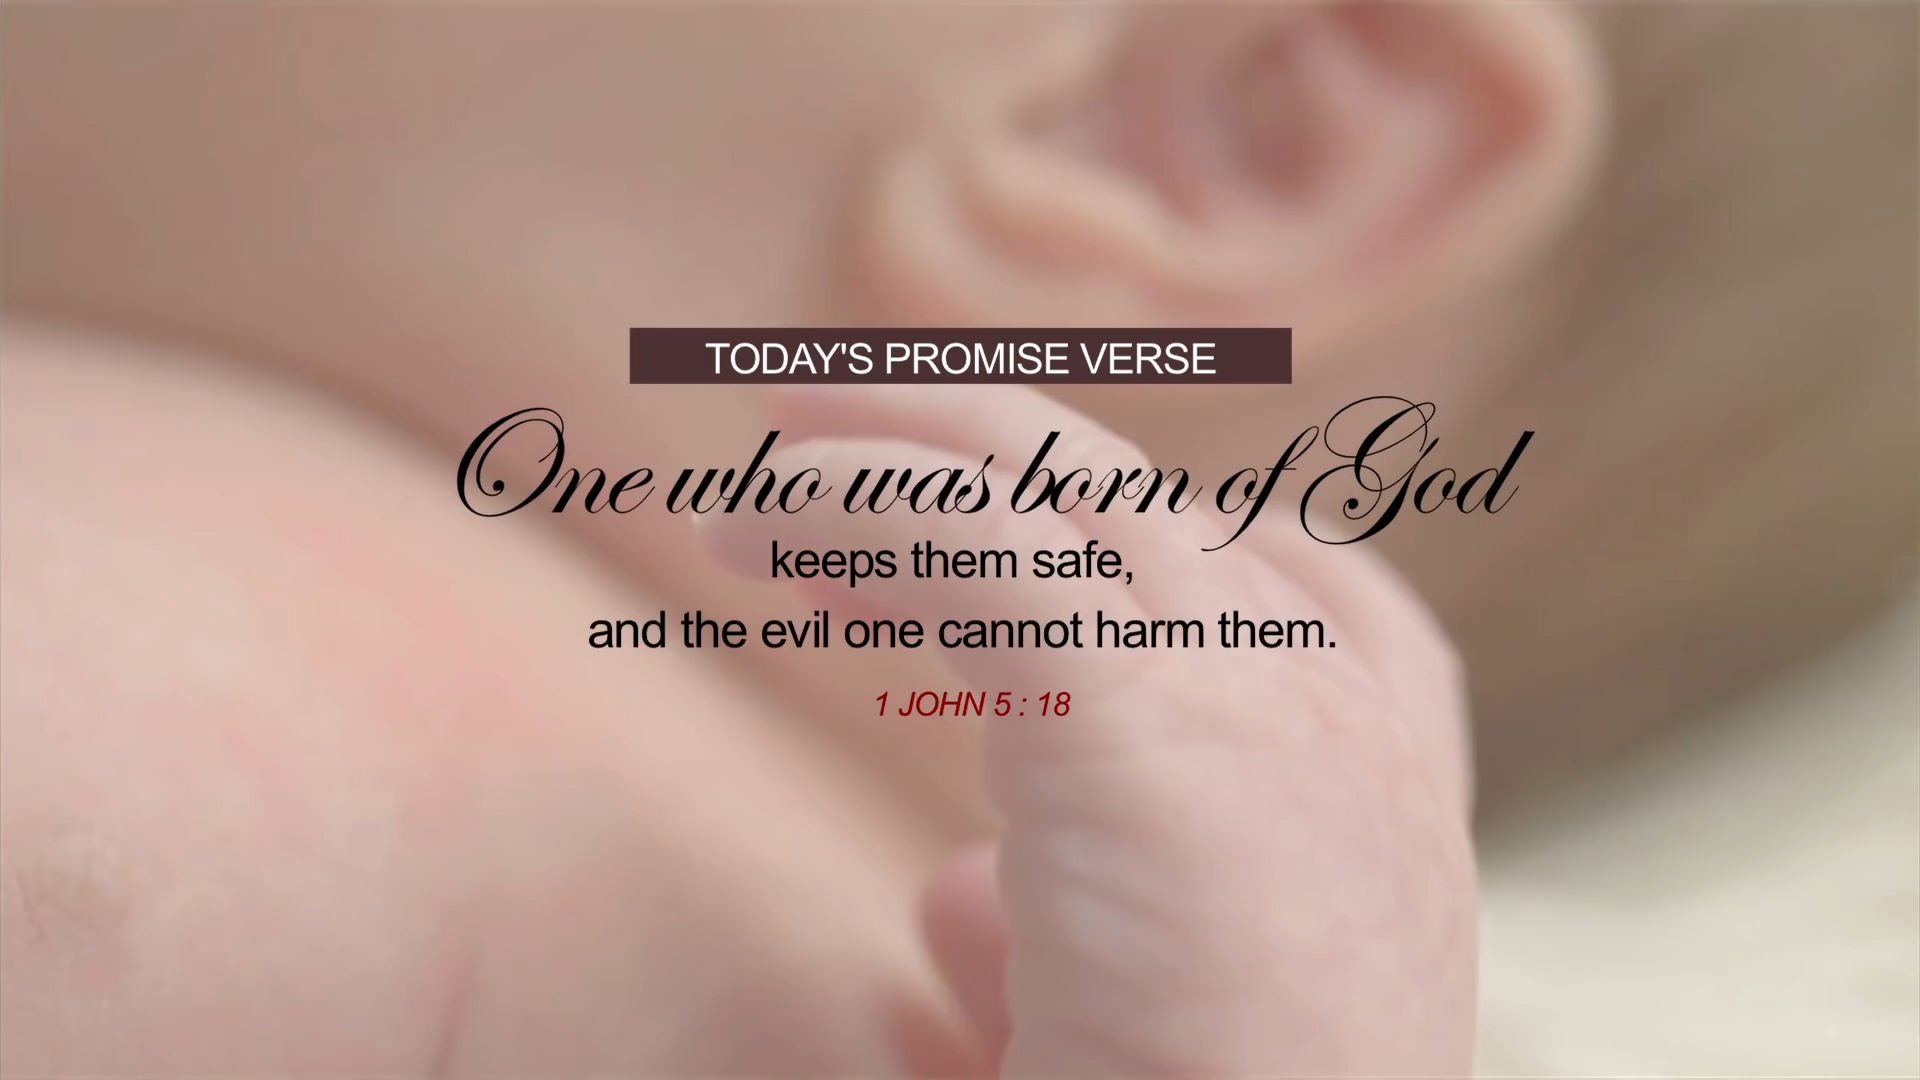 TODAY'S PROMISE VERSE
One who was born of God
keeps them safe,
and the evil one cannot harm them.
1 JOHN 5 : 18